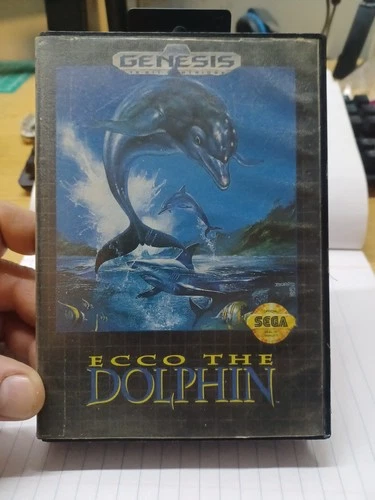 GENESIS
SEGA
ECCO THE
DOLPHIN